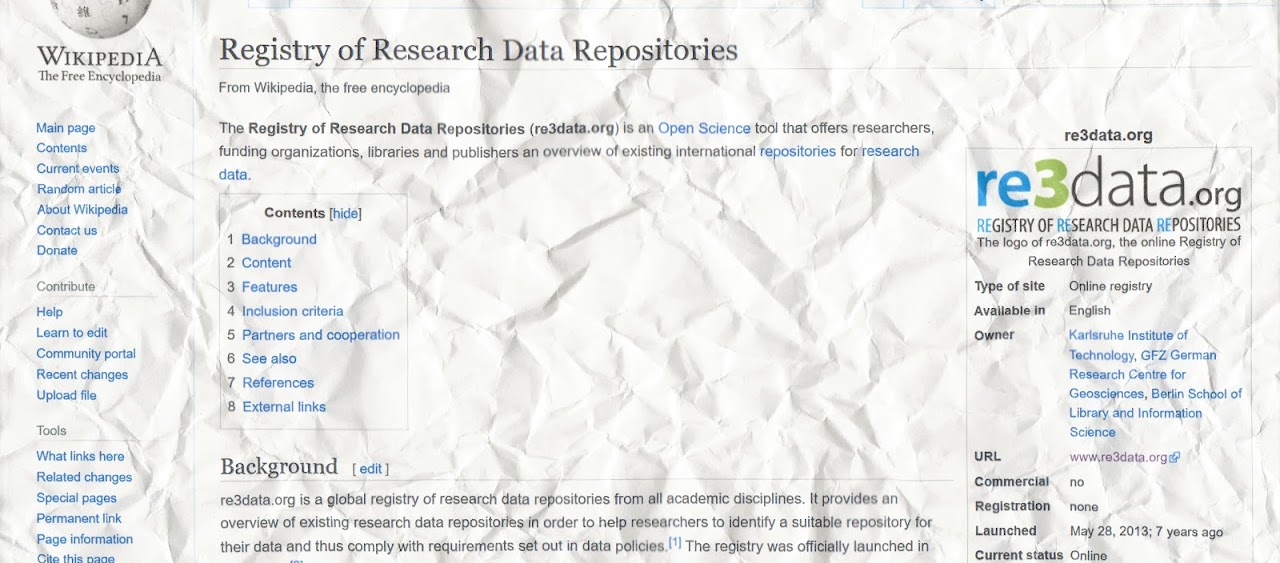 WIKIPEDIA
The Free Encyclopedia
Main page
Contents
Current events
Random article
About Wikipedia
Contact us
Donate
Contribute
Help
Learn to edit
Community portal
Recent changes
Upload file
Tools
What links here
Related changes
Special pages
Permanent link
Page information
Cite this page
Registry of Research Data Repositories
From Wikipedia, the free encyclopedia
The Registry of Research Data Repositories (re3data.org) is an Open Science tool that offers researchers,
funding organizations, libraries and publishers an overview of existing international repositories for research
data.
Contents [hide]
1 Background
2 Content
3 Features
4 Inclusion criteria
5 Partners and cooperation
6 See also
7 References
8 External links
Background [ edit ]
re3data.org is a global registry of research data repositories from all academic disciplines. It provides an
overview of existing research data repositories in order to help researchers to identify a suitable repository for
their data and thus comply with requirements set out in data policies.[1] The registry was officially launched in
re3data.org
re3data.org
REGISTRY OF RESEARCH DATA REPOSITORIES
The logo of re3data.org, the online Registry of
Research Data Repositories
Type of site Online registry
Available in English
Owner Karlsruhe Institute of
Technology, GFZ German
Research Centre for
Geosciences, Berlin School of
Library and Information
Science
URL www.re3data.org
Commercial no
Registration none
Launched May 28, 2013; 7 years ago
Current status Online